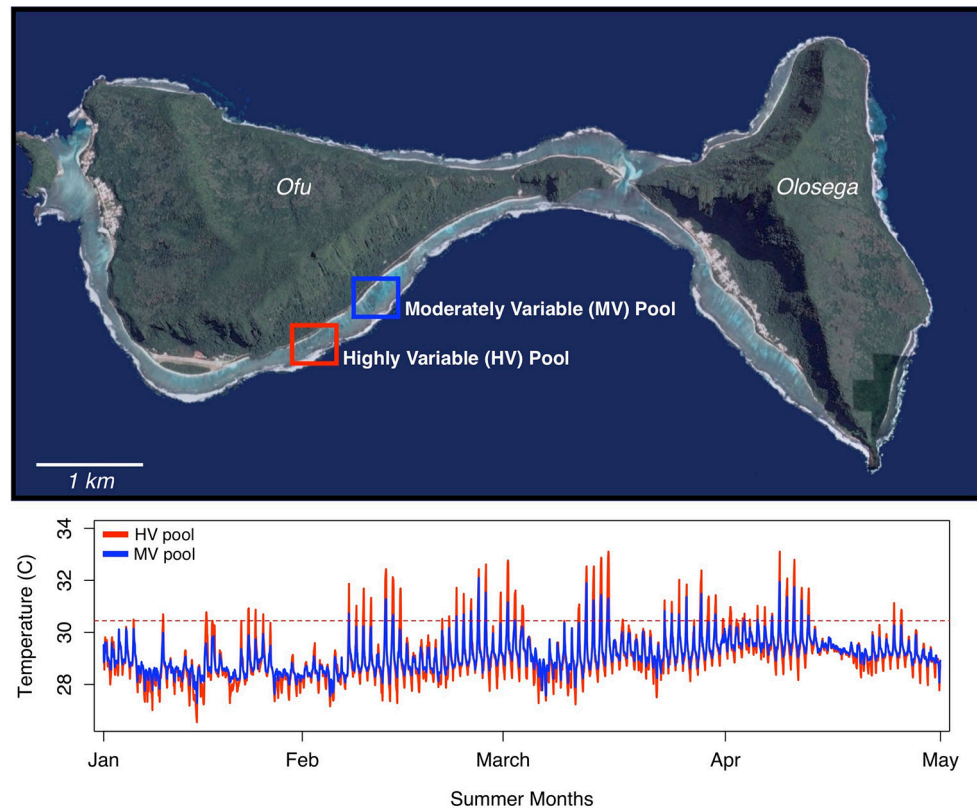 Ofu
Olosega
Moderately Variable (MV) Pool
Highly Variable (HV) Pool
1 km
Temperature (C)
34
32
30
28
HV pool
MV pool
Jan
Feb
March
Apr
May
Summer Months